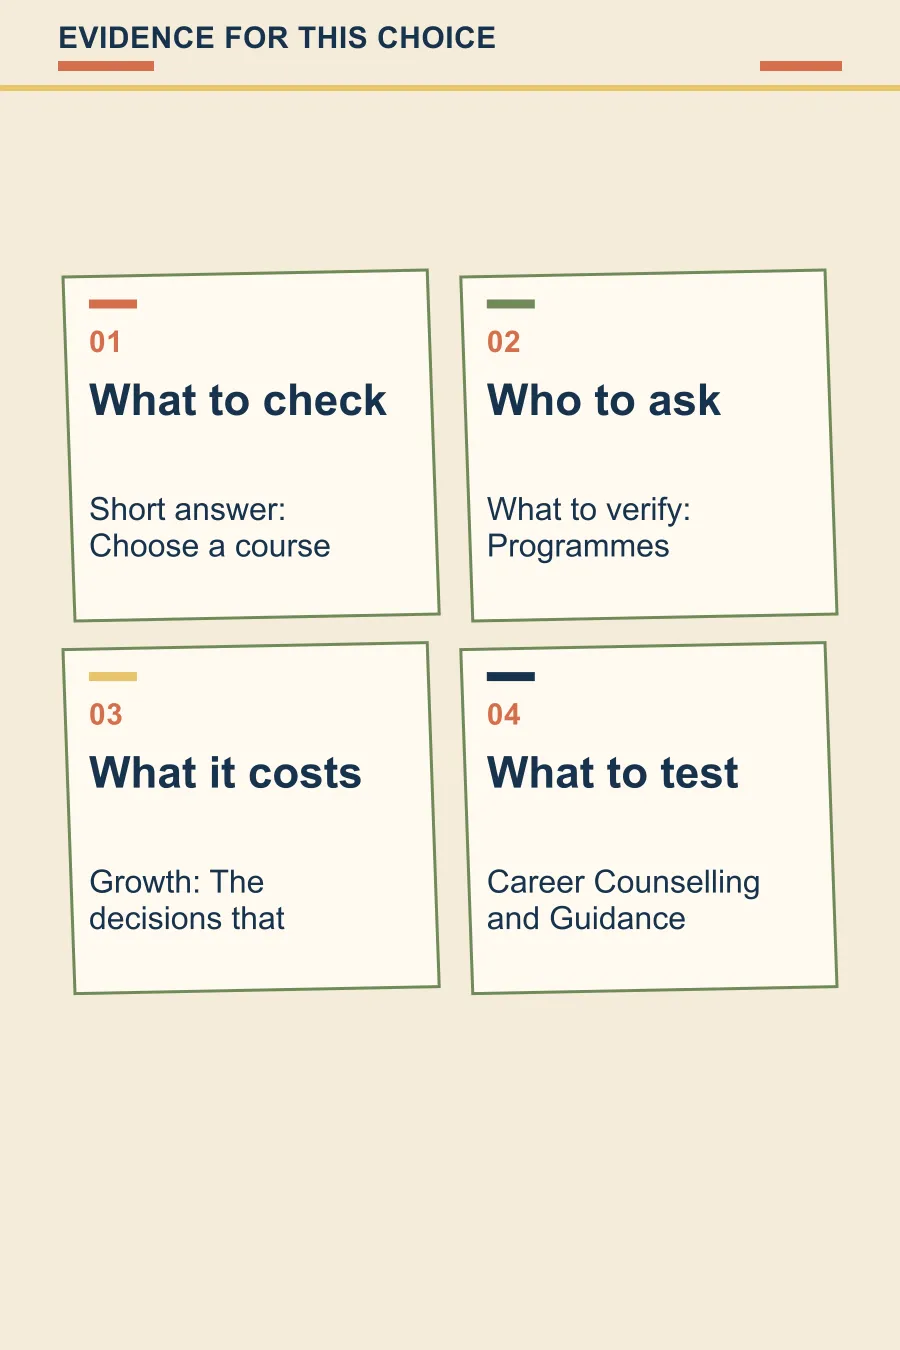 EVIDENCE FOR THIS CHOICE
01
What to check
Short answer:
Choose a course
02
Who to ask
What to verify:
Programmes
03
What it costs
Growth: The
decisions that
04
What to test
Career Counselling
and Guidance